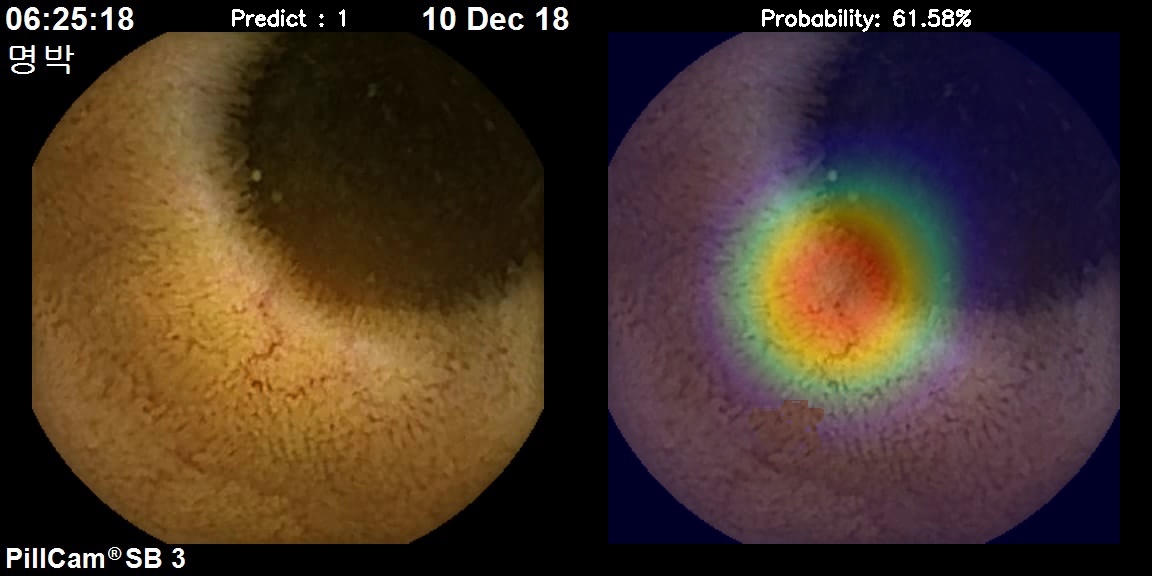 06:25:18 Predict : 1 10 Dec 18 Probability: 61.58%
명박
PillCam® SB 3